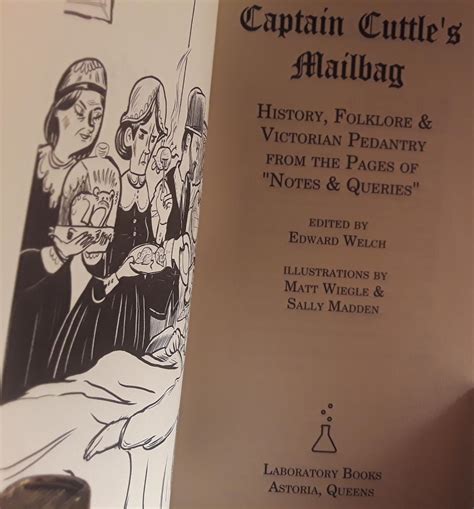 Captain Cuttle's
Mailbag
History, Folklore &
Victorian Pedantry
from the Pages of
"Notes & Queries"
edited by
Edward Welch
illustrations by
Matt Wiegle &
Sally Madden
Laboratory Books
Astoria, Queens